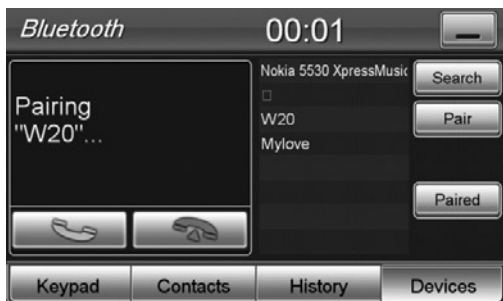 Bluetooth
00:01
Pairing
"W20"...
Nokia 5530 XpressMusic
W20
Mylove
Search
Pair
Paired
Keypad
Contacts
History
Devices